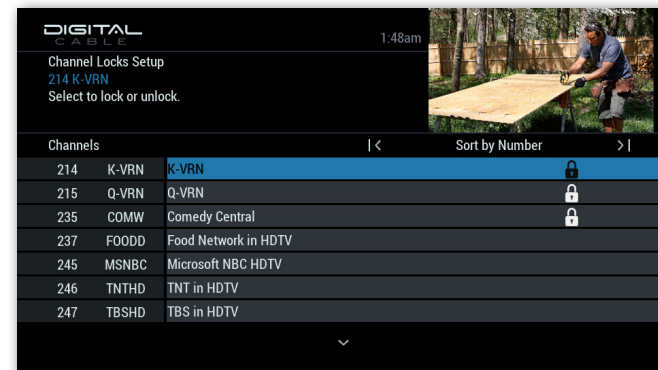 DIGITAL
CABLE
1:48am
Channel Locks Setup
214 K-VRN
Select to lock or unlock.
Channels |< Sort by Number >|
214 K-VRN K-VRN
215 Q-VRN Q-VRN
235 COMW Comedy Central
237 FOODD Food Network in HDTV
245 MSNBC Microsoft NBC HDTV
246 TNTHD TNT in HDTV
247 TBSHD TBS in HDTV